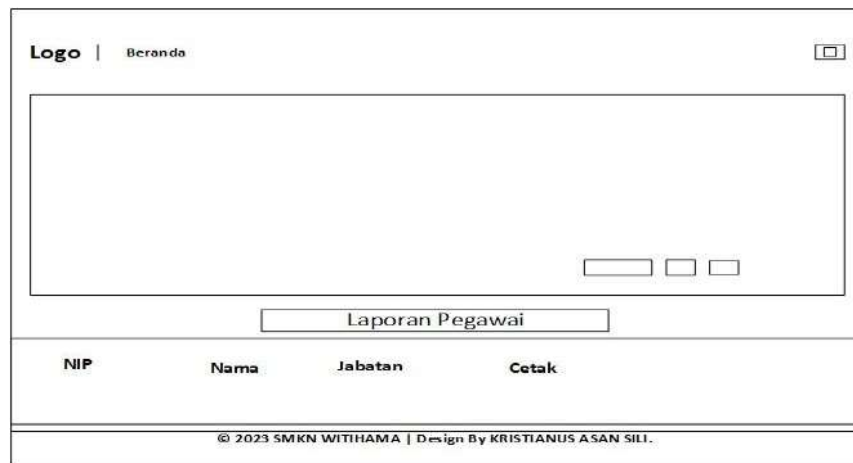 Logo | Beranda
Laporan Pegawai
NIP Nama Jabatan Cetak
© 2023 SMKN WITIHAMA | Design By KRISTIANUS ASAN SILI.